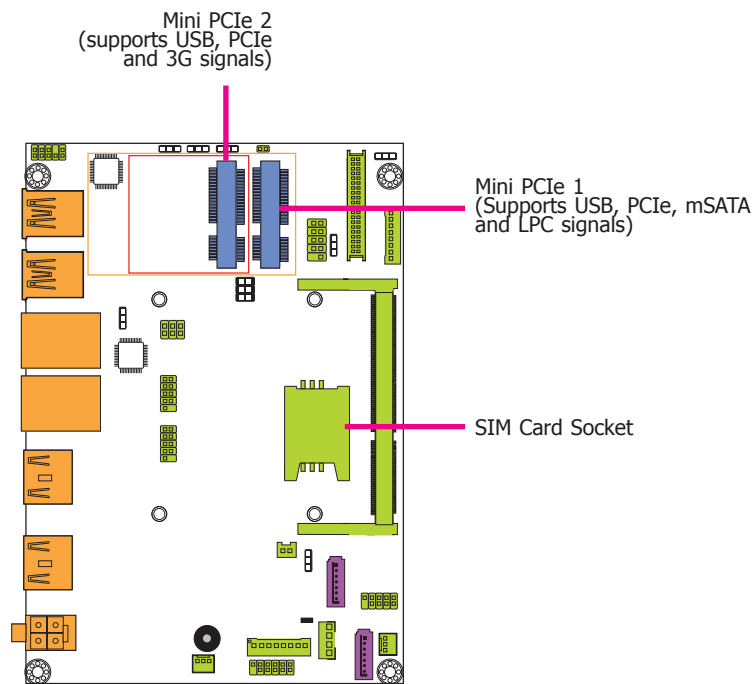 Mini PCIe 2
(supports USB, PCIe
and 3G signals)
Mini PCIe 1
(Supports USB, PCIe, mSATA
and LPC signals)
SIM Card Socket